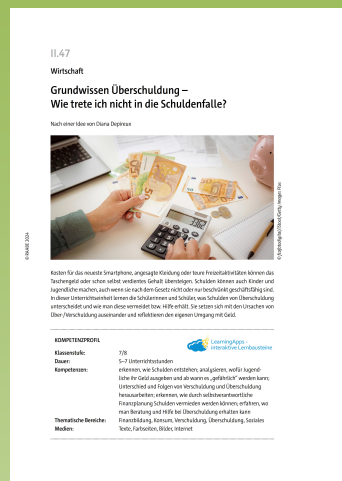 II.47
Wirtschaft
Grundwissen Überschuldung –
Wie trete ich nicht in die Schuldenfalle?
Nach einer Idee von Diana Depireux
© RAABE 2024
Kosten für das neueste Smartphone, angesagte Kleidung oder teure Freizeitaktivitäten können das
Taschengeld oder schon selbst verdientes Gehalt übersteigen. Schulden können auch Kinder und
Jugendliche machen, auch wenn sie nach dem Gesetz nicht oder nur beschränkt geschäftsfähig sind.
In dieser Unterrichtseinheit lernen die Schülerinnen und Schüler, was Schulden von Überschuldung
unterscheidet und wie man diese vermeidet bzw. Hilfe erhält. Sie setzen sich mit den Ursachen von
Über-/Verschuldung auseinander und reflektieren den eigenen Umgang mit Geld.
KOMPETENZPROFIL
LearningApps -
interaktive Lernbausteine
Klassenstufe: 7/8
Dauer: 5–7 Unterrichtsstunden
Kompetenzen: erkennen, wie Schulden entstehen; analysieren, wofür Jugend-
liche ihr Geld ausgeben und ab wann es „gefährlich" werden kann;
Unterschied und Folgen von Verschuldung und Überschuldung
herausarbeiten; erkennen, wie durch selbstverantwortliche
Finanzplanung Schulden vermieden werden können; erfahren, wo
man Beratung und Hilfe bei Überschuldung erhalten kann
Thematische Bereiche: Finanzbildung, Konsum, Verschuldung, Überschuldung, Soziales
Medien: Texte, Farbseiten, Bilder, Internet